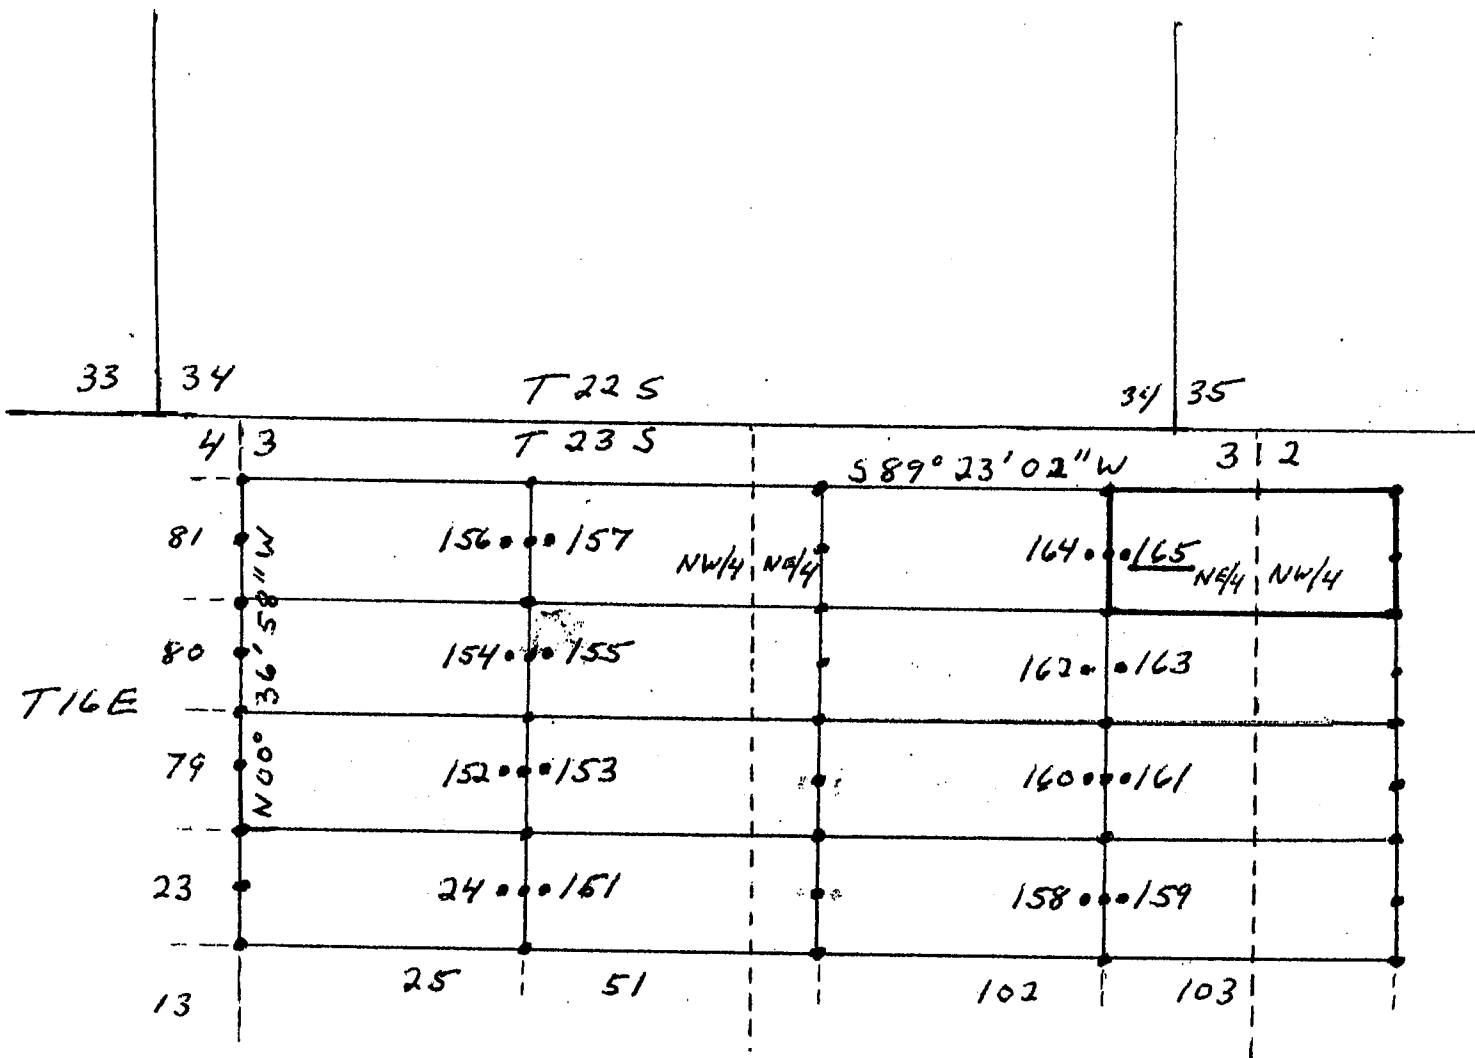 33 34 T 22 S 34 35
4 3 T 23 S S 89° 23' 02" W 3 2
81 156 157 NW/4 NE/4 164 165 NE/4 NW/4
N 00° 36' 58" W
80 154 155 162 163
T16E
79 152 153 160 161
23 24 151 158 159
13 25 51 102 103